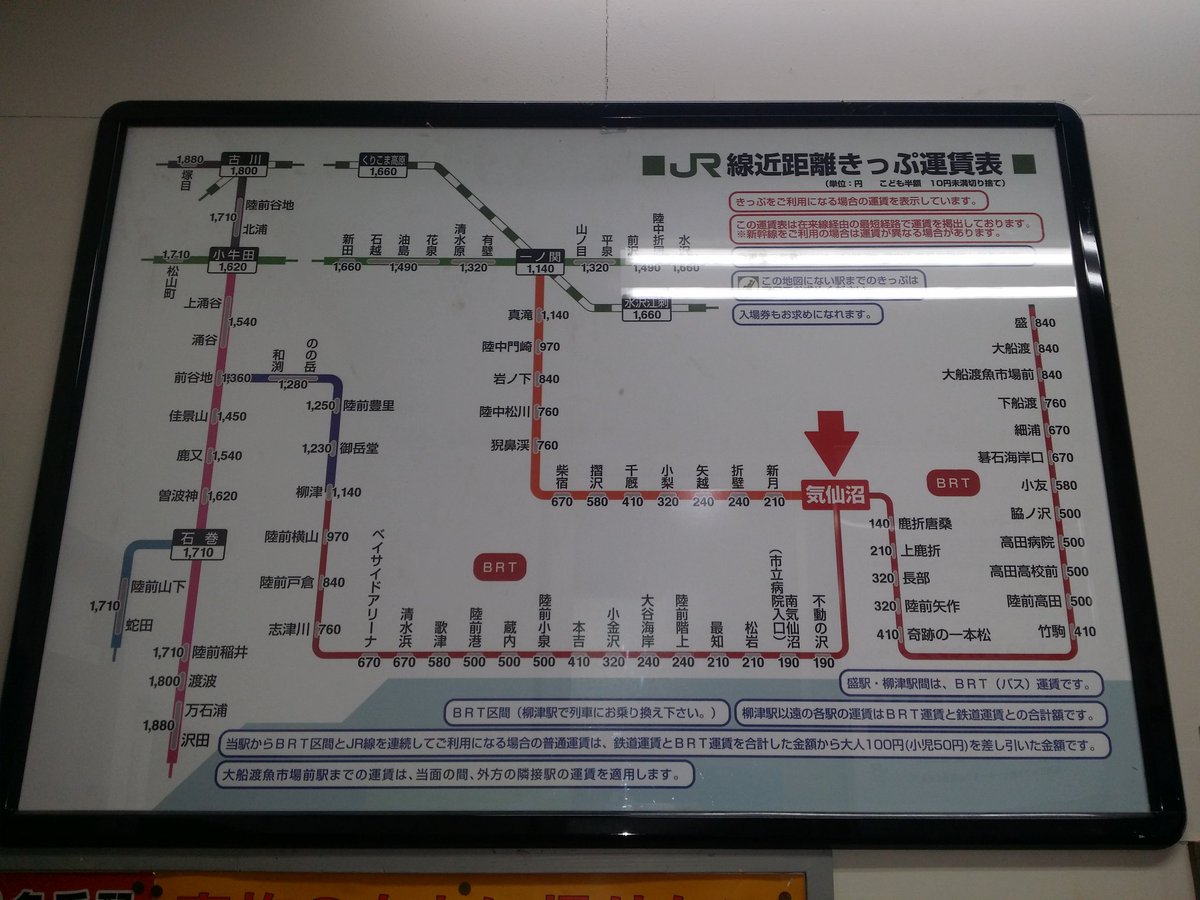 JR線近距離きっぷ運賃表
(単位：円　こども半額　10円未満切り捨て)
きっぷをご利用になる場合の運賃を表示しています。
この運賃表は在来線経由の最短経路で運賃を掲出しております。
※新幹線をご利用の場合は運賃が異なる場合があります。
この地図にない駅までのきっぷは
入場券もお求めになれます。
1,880
塚目
古川
1,800
陸前谷地
1,710
北浦
1,710
松山町
小牛田
1,620
くりこま高原
1,660
新田
1,660
石越
油島
1,490
花泉
清水原
1,320
有壁
一ノ関
1,140
山ノ目
1,320
平泉
前沢
1,490
陸中折居
水沢
1,660
水沢江刺
1,660
上涌谷
1,540
涌谷
前谷地 1,360
和渕
のの岳
1,280
1,250 陸前豊里
1,230 御岳堂
柳津 1,140
佳景山 1,450
鹿又 1,540
曽波神 1,620
石巻
1,710
陸前山下
1,710
蛇田
1,710 陸前稲井
1,800 渡波
万石浦
1,880
沢田
真滝 1,140
陸中門崎 970
岩ノ下 840
陸中松川 760
猊鼻渓 760
柴宿 670
摺沢 580
千厩 410
小梨 320
矢越 240
折壁 240
新月 210
気仙沼
陸前横山 970
陸前戸倉 840
志津川 760
BRT
ベイサイドアリーナ 670
清水浜 670
歌津 580
陸前港 500
蔵内 500
陸前小泉 500
本吉 410
小金沢 320
大谷海岸 240
陸前階上 240
最知 210
松岩 210
南気仙沼(市立病院入口) 190
不動の沢 190
BRT
盛 840
大船渡 840
大船渡魚市場前 840
下船渡 760
細浦 670
碁石海岸口 670
小友 580
脇ノ沢 500
高田病院 500
高田高校前 500
陸前高田 500
竹駒 410
140 鹿折唐桑
210 上鹿折
320 長部
320 陸前矢作
410 奇跡の一本松
盛駅・柳津駅間は、BRT（バス）運賃です。
BRT区間（柳津駅で列車にお乗り換え下さい。）
柳津駅以遠の各駅の運賃はBRT運賃と鉄道運賃との合計額です。
当駅からBRT区間とJR線を連続してご利用になる場合の普通運賃は、鉄道運賃とBRT運賃を合計した金額から大人100円(小児50円)を差し引いた金額です。
大船渡魚市場前駅までの運賃は、当面の間、外方の隣接駅の運賃を適用します。